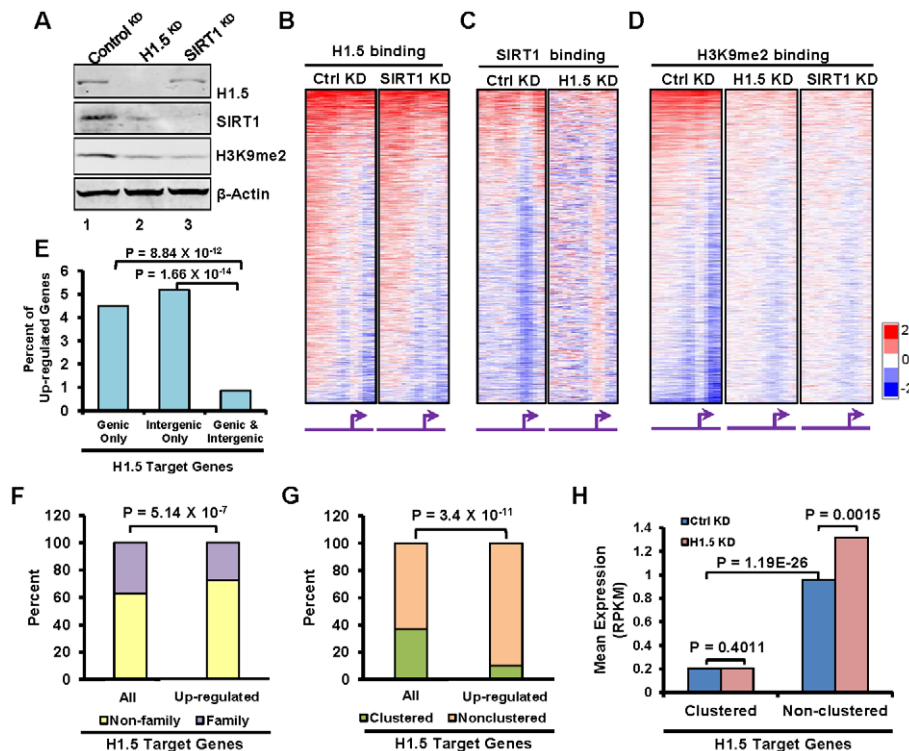 A
Control KD
H1.5 KD
SIRT1 KD
H1.5
SIRT1
H3K9me2
β-Actin
1 2 3
B
H1.5 binding
Ctrl KD SIRT1 KD
C
SIRT1 binding
Ctrl KD H1.5 KD
D
H3K9me2 binding
Ctrl KD H1.5 KD SIRT1 KD
2
0
-2
E
P = 8.84 X 10-12
P = 1.66 X 10-14
Percent of
Up-regulated Genes
6
5
4
3
2
1
0
Genic Only
Intergenic Only
Genic & Intergenic
H1.5 Target Genes
F
P = 5.14 X 10-7
Percent
120
100
80
60
40
20
0
All Up-regulated
Non-family Family
H1.5 Target Genes
G
P = 3.4 X 10-11
Percent
120
100
80
60
40
20
0
All Up-regulated
Clustered Nonclustered
H1.5 Target Genes
H
Ctrl KD
H1.5 KD
P = 0.0015
P = 1.19E-26
P = 0.4011
Mean Expression
(RPKM)
1.4
1.2
1
0.8
0.6
0.4
0.2
0
Clustered Non-clustered
H1.5 Target Genes